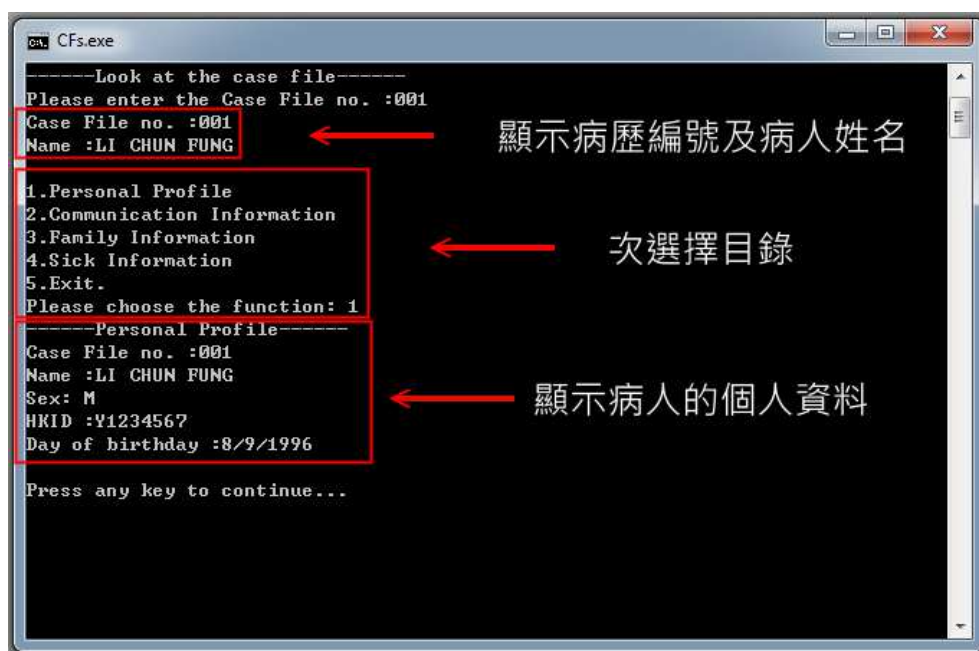 CFs.exe
------Look at the case file------
Please enter the Case File no. :001
Case File no. :001
Name :LI CHUN FUNG
顯示病歷編號及病人姓名
1.Personal Profile
2.Communication Information
3.Family Information
4.Sick Information
5.Exit.
Please choose the function: 1
次選擇目錄
------Personal Profile------
Case File no. :001
Name :LI CHUN FUNG
Sex: M
HKID :Y1234567
Day of birthday :8/9/1996
顯示病人的個人資料
Press any key to continue...